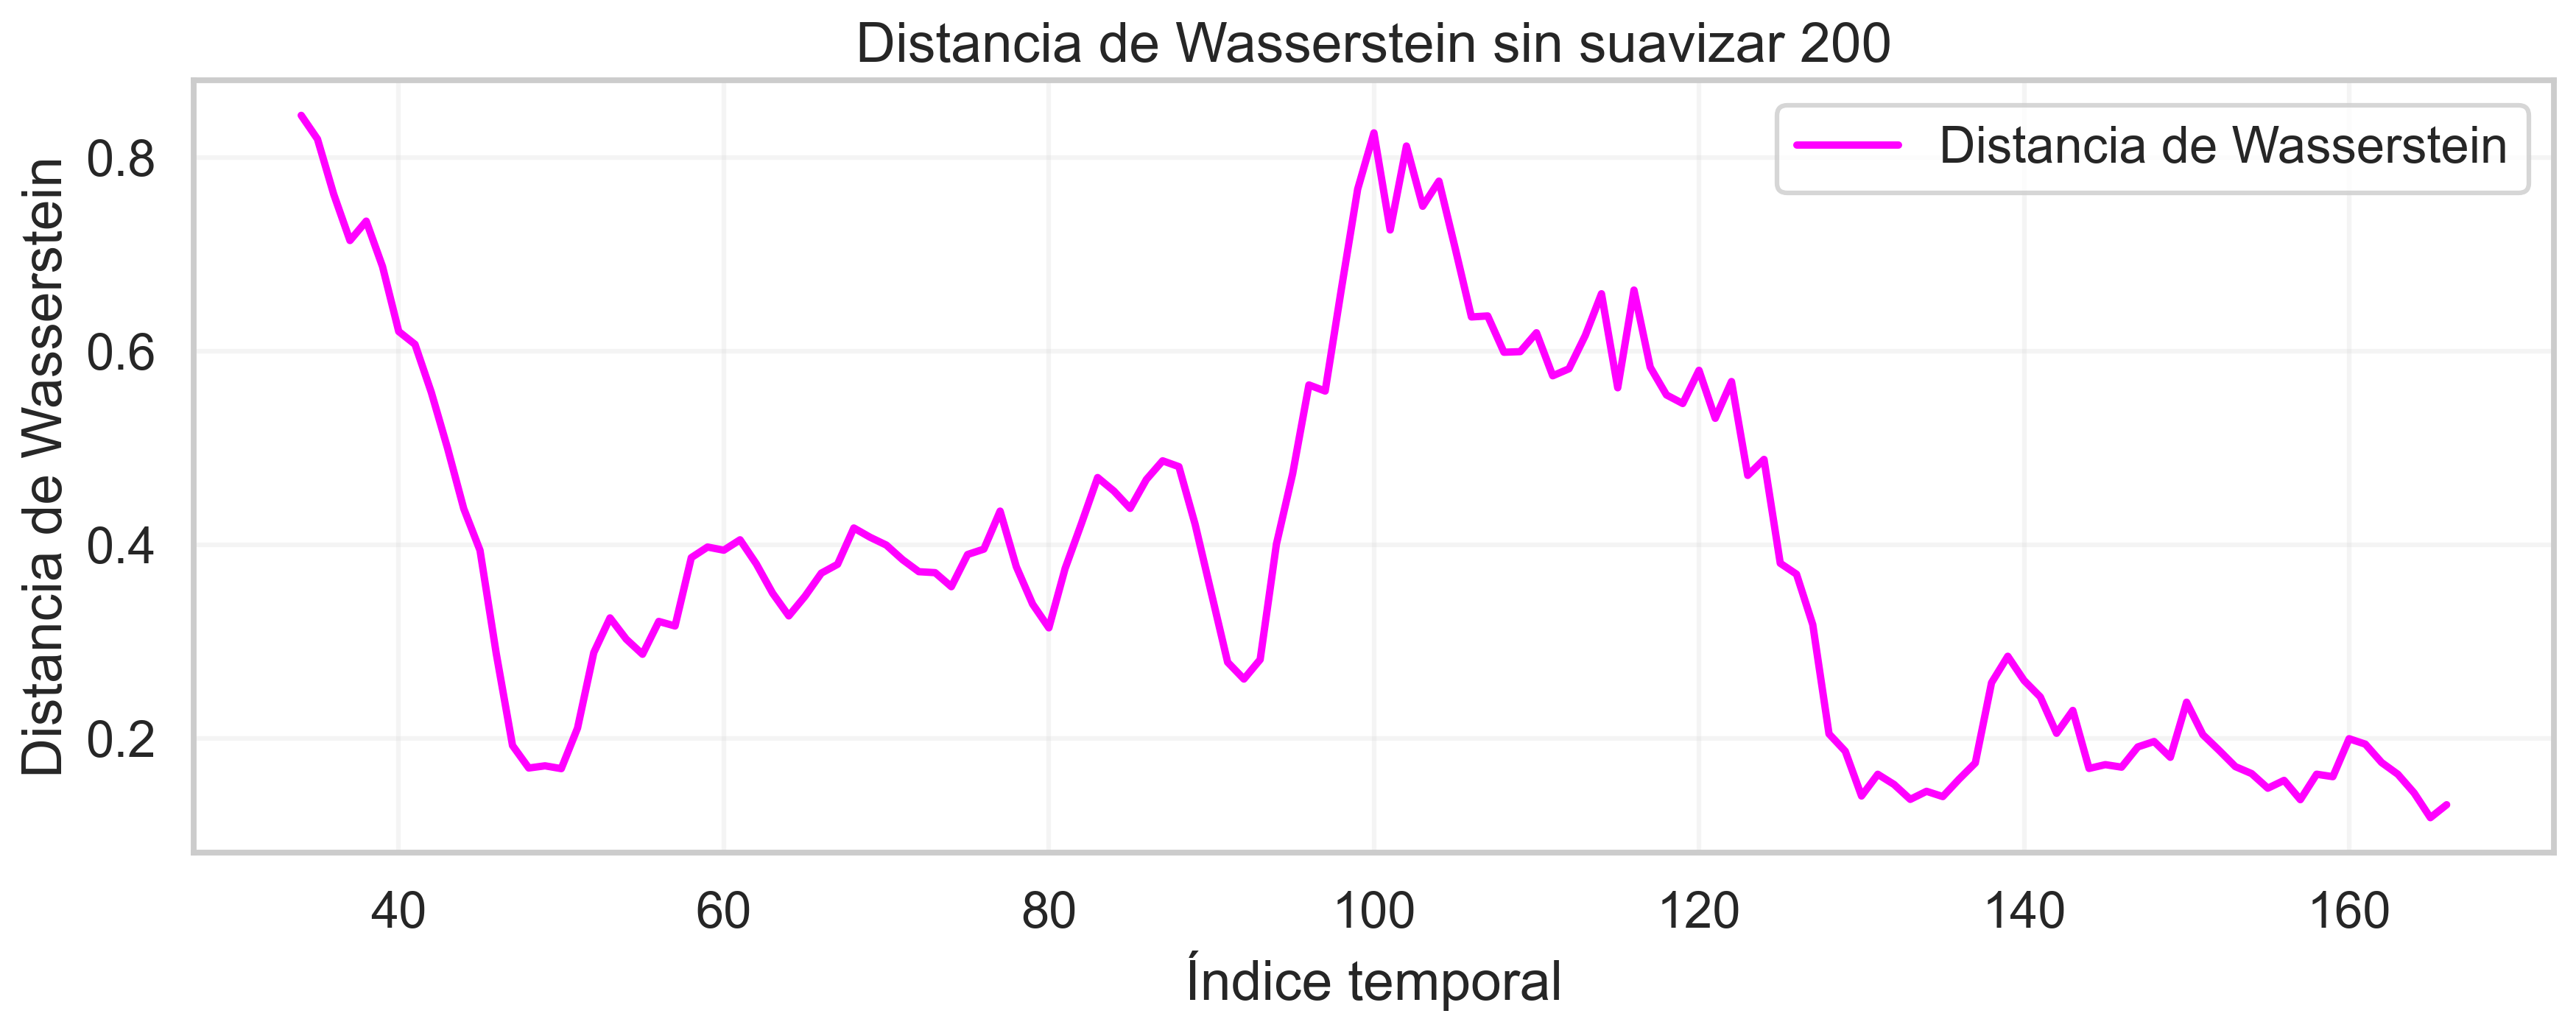 Distancia de Wasserstein sin suavizar 200
Distancia de Wasserstein
Distancia de Wasserstein
0.8
0.6
0.4
0.2
40 60 80 100 120 140 160
Índice temporal